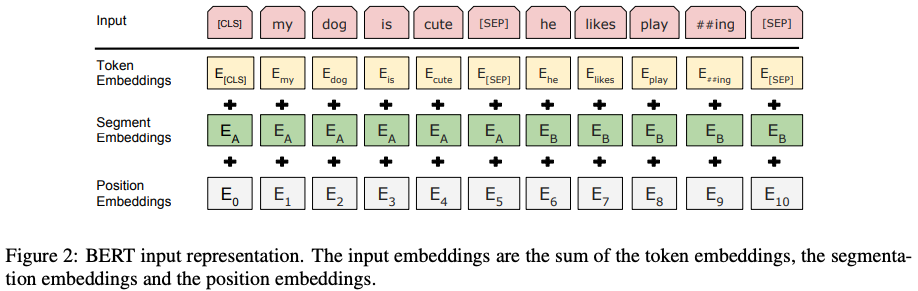 Input [CLS] my dog is cute [SEP] he likes play ##ing [SEP]
Token
Embeddings
E[CLS] Emy Edog Eis Ecute E[SEP] Ehe Elikes Eplay E##ing E[SEP]
+ + + + + + + + + + +
Segment
Embeddings
EA EA EA EA EA EA EB EB EB EB EB
+ + + + + + + + + + +
Position
Embeddings
E0 E1 E2 E3 E4 E5 E6 E7 E8 E9 E10
Figure 2: BERT input representation. The input embeddings are the sum of the token embeddings, the segmenta-
tion embeddings and the position embeddings.